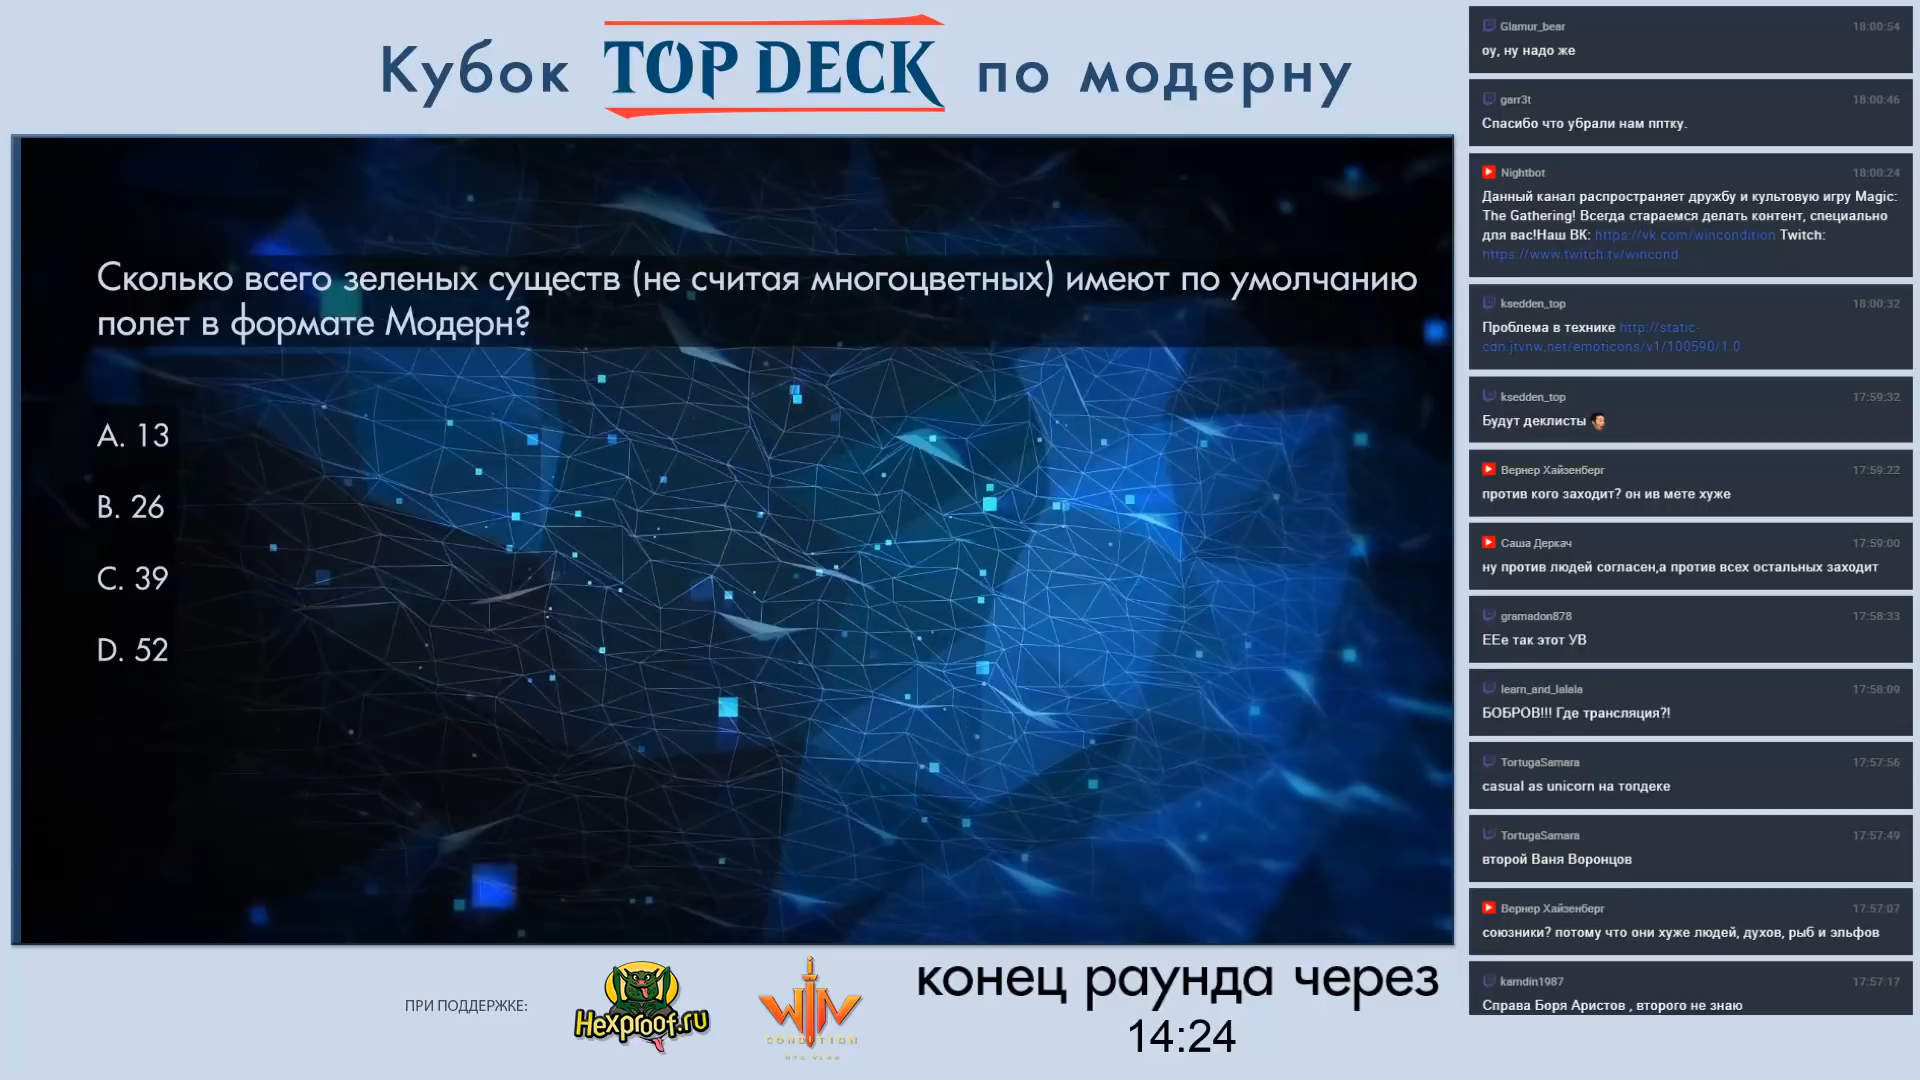 Кубок TOP DECK по модерну
Сколько всего зеленых существ (не считая многоцветных) имеют по умолчанию
полет в формате Модерн?
A. 13
B. 26
C. 39
D. 52
ПРИ ПОДДЕРЖКЕ:
Hexproof.ru
WIN
CONDITION
MTG VLOG
конец раунда через
14:24
Glamur_bear 18:00:54
оу, ну надо же
garr3t 18:00:46
Спасибо что убрали нам пптку.
Nightbot 18:00:24
Данный канал распространяет дружбу и культовую игру Magic:
The Gathering! Всегда стараемся делать контент, специально
для вас!Наш ВК: https://vk.com/wincondition Twitch:
https://www.twitch.tv/wincond
ksedden_top 18:00:32
Проблема в технике http://static-
cdn.jtvnw.net/emoticons/v1/100590/1.0
ksedden_top 17:59:32
Будут деклисты
Вернер Хайзенберг 17:59:22
против кого заходит? он ив мете хуже
Саша Деркач 17:59:00
ну против людей согласен,а против всех остальных заходит
gramadon878 17:58:33
ЕЕе так этот УВ
learn_and_lalala 17:58:09
БОБРОВ!!! Где трансляция?!
TortugaSamara 17:57:56
casual as unicorn на топдеке
TortugaSamara 17:57:49
второй Ваня Воронцов
Вернер Хайзенберг 17:57:07
союзники? потому что они хуже людей, духов, рыб и эльфов
kamdin1987 17:57:17
Справа Боря Аристов , второго не знаю